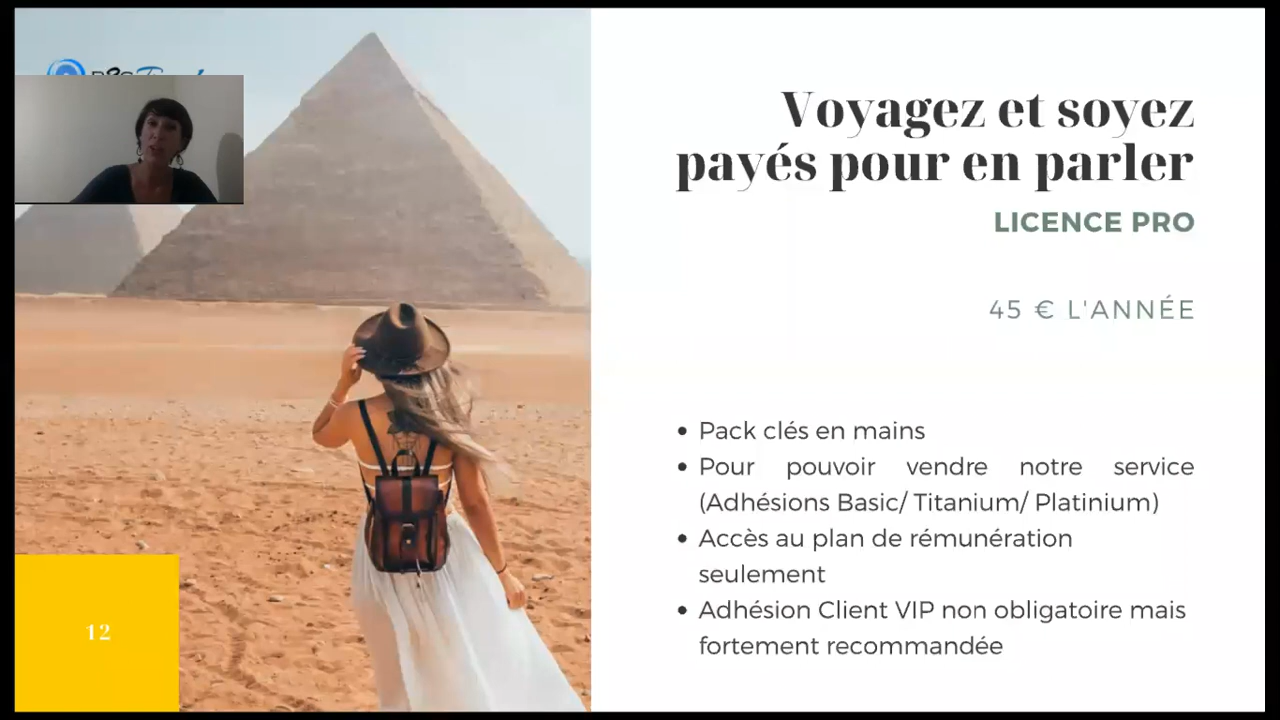 Voyagez et soyez
payés pour en parler
LICENCE PRO
45 € L'ANNÉE
• Pack clés en mains
• Pour pouvoir vendre notre service
(Adhésions Basic/ Titanium/ Platinium)
• Accès au plan de rémunération
seulement
• Adhésion Client VIP non obligatoire mais
fortement recommandée
12